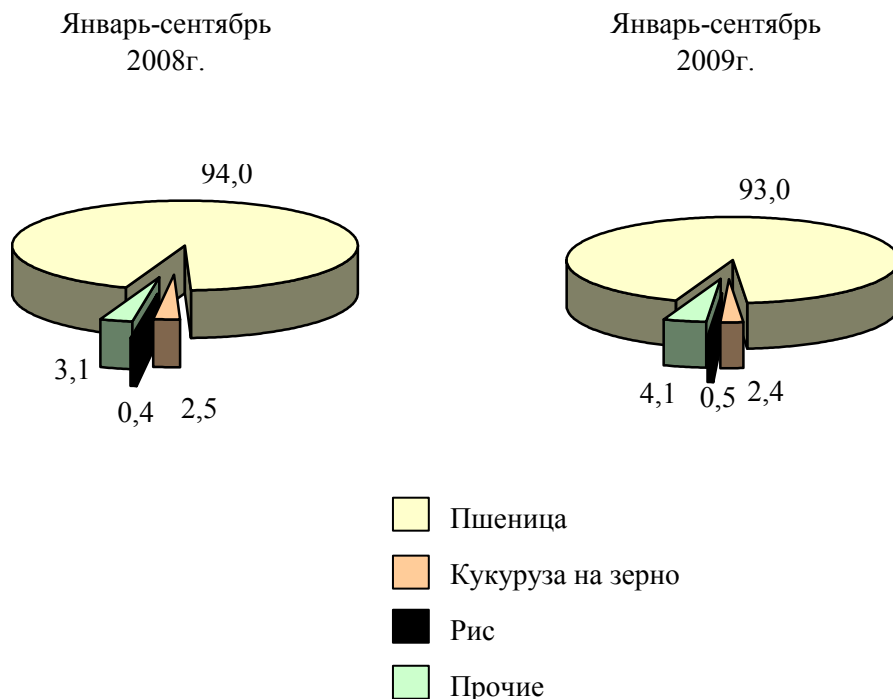 Январь-сентябрь
2008г.
Январь-сентябрь
2009г.
94,0
3,1
0,4
2,5
93,0
4,1
0,5
2,4
Пшеница
Кукуруза на зерно
Рис
Прочие